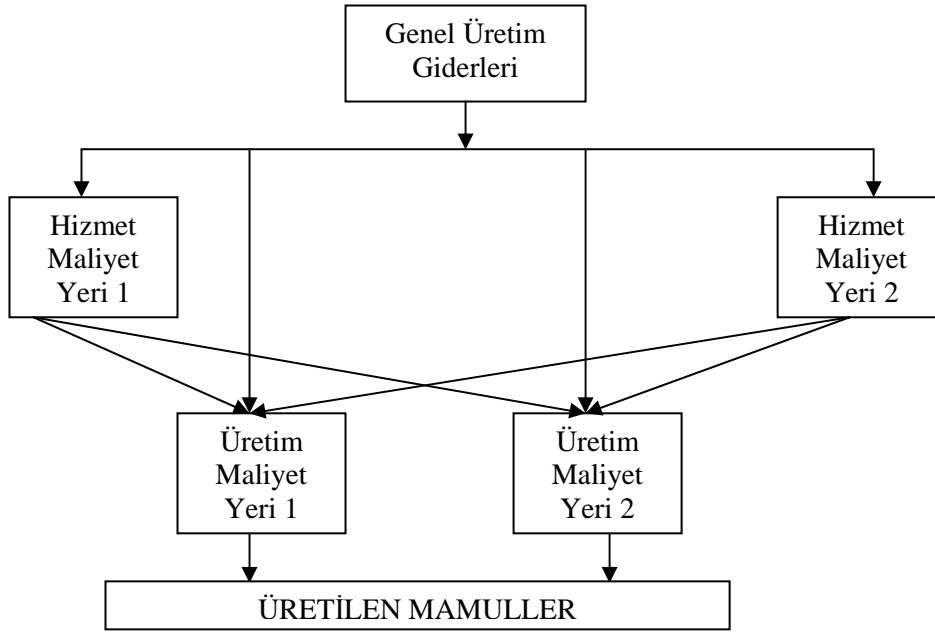 Genel Üretim
Giderleri
Hizmet
Maliyet
Yeri 1
Hizmet
Maliyet
Yeri 2
Üretim
Maliyet
Yeri 1
Üretim
Maliyet
Yeri 2
ÜRETİLEN MAMULLER